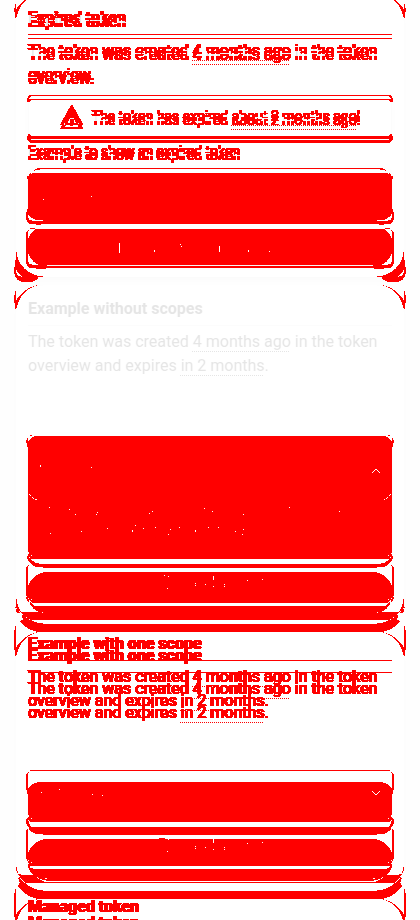 Expired token
The token was created 4 months ago in the token
overview.
The token has expired about 2 months ago!
Example to show an expired token
Example without scopes
The token was created 4 months ago in the token
overview and expires in 2 months.
Example with one scope
Example with one scope
The token was created 4 months ago in the token
The token was created 4 months ago in the token
overview and expires in 2 months.
overview and expires in 2 months.
Managed token
Managed token